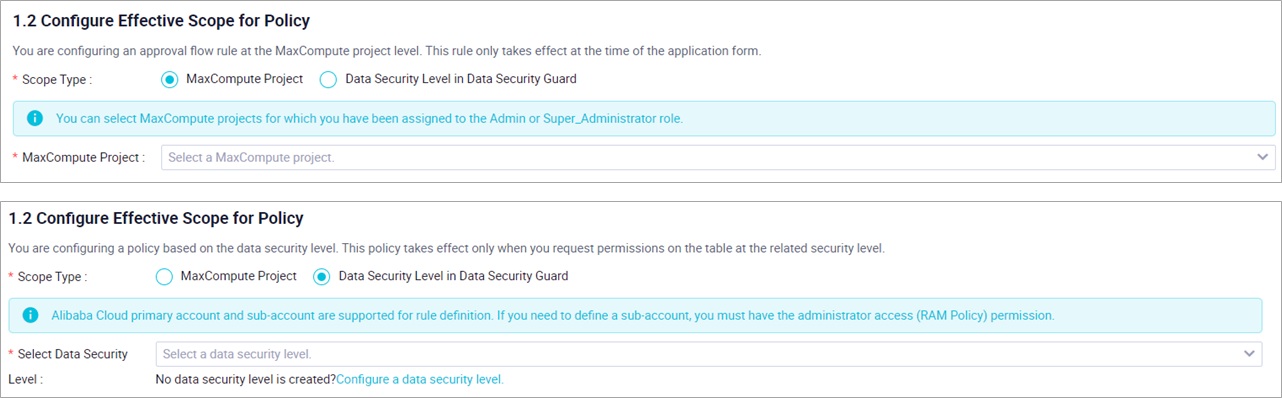 1.2 Configure Effective Scope for Policy
You are configuring an approval flow rule at the MaxCompute project level. This rule only takes effect at the time of the application form.
* Scope Type : MaxCompute Project Data Security Level in Data Security Guard
You can select MaxCompute projects for which you have been assigned to the Admin or Super_Administrator role.
* MaxCompute Project : Select a MaxCompute project.
1.2 Configure Effective Scope for Policy
You are configuring a policy based on the data security level. This policy takes effect only when you request permissions on the table at the related security level.
* Scope Type : MaxCompute Project Data Security Level in Data Security Guard
Alibaba Cloud primary account and sub-account are supported for rule definition. If you need to define a sub-account, you must have the administrator access (RAM Policy) permission.
* Select Data Security Select a data security level.
Level : No data security level is created?Configure a data security level.